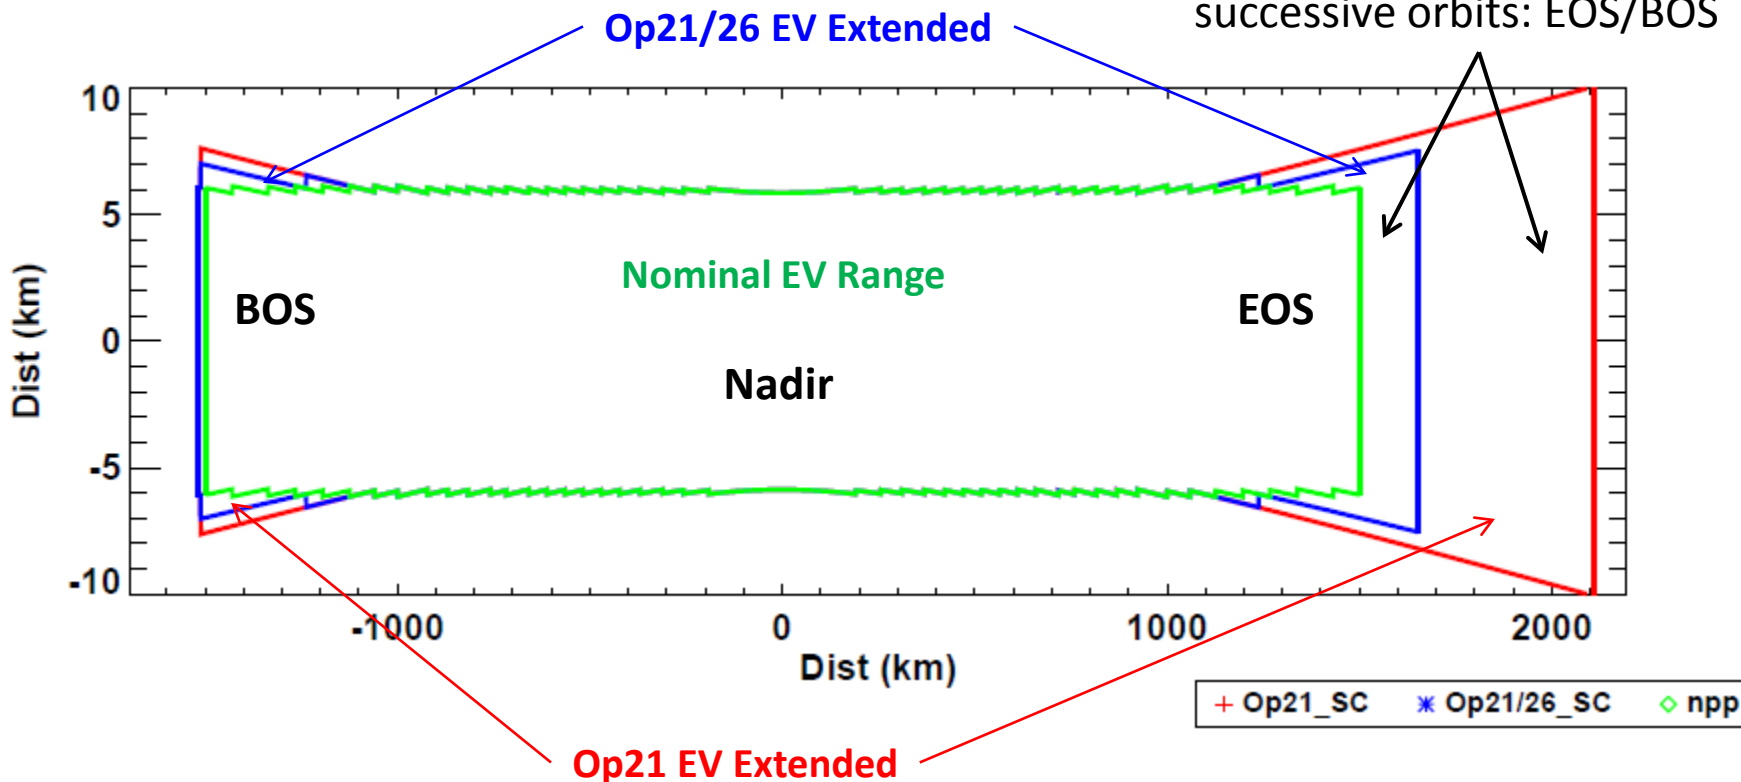 successive orbits: EOS/BOS
Op21/26 EV Extended
10
5
0
-5
-10
Dist (km)
Nominal EV Range
BOS
EOS
Nadir
-1000
0
1000
2000
Dist (km)
Op21_SC
Op21/26_SC
npp
Op21 EV Extended